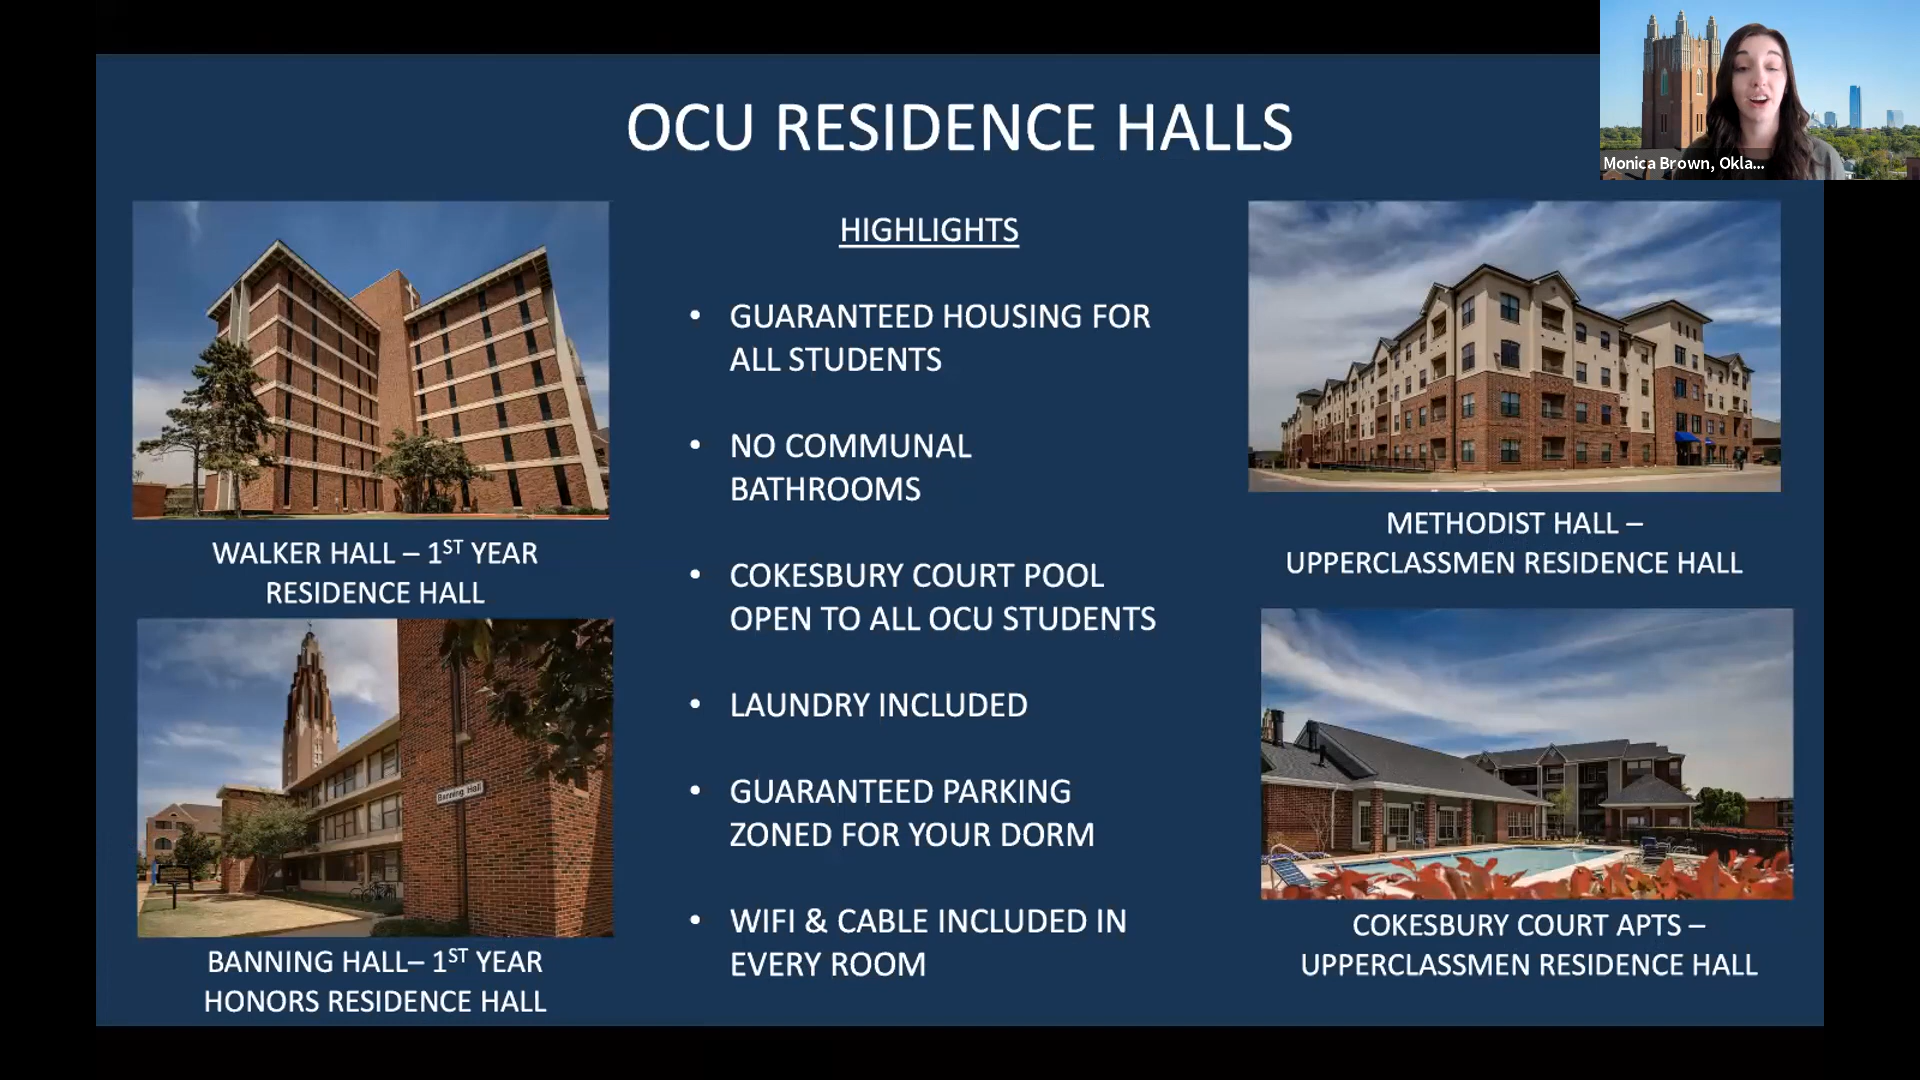 OCU RESIDENCE HALLS
Monica Brown, Okla...
WALKER HALL – 1ST YEAR
RESIDENCE HALL
Banning Hall
BANNING HALL– 1ST YEAR
HONORS RESIDENCE HALL
HIGHLIGHTS
• GUARANTEED HOUSING FOR
ALL STUDENTS
• NO COMMUNAL
BATHROOMS
• COKESBURY COURT POOL
OPEN TO ALL OCU STUDENTS
• LAUNDRY INCLUDED
• GUARANTEED PARKING
ZONED FOR YOUR DORM
• WIFI & CABLE INCLUDED IN
EVERY ROOM
METHODIST HALL –
UPPERCLASSMEN RESIDENCE HALL
COKESBURY COURT APTS –
UPPERCLASSMEN RESIDENCE HALL